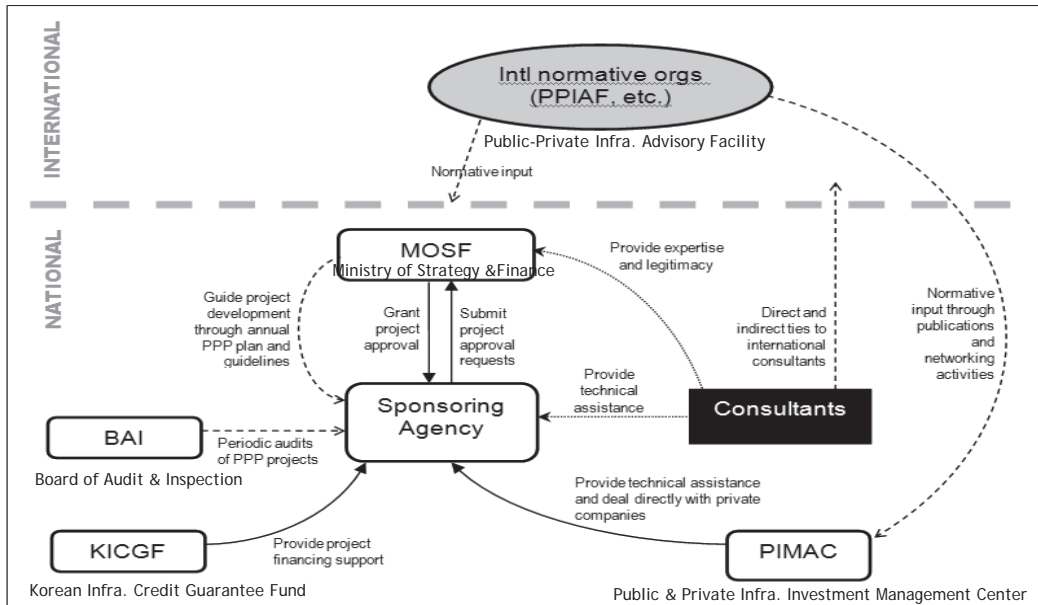 INTERNATIONAL
Intl normative orgs
(PPIAF, etc.)
Public-Private Infra. Advisory Facility
Normative input
NATIONAL
MOSF
Ministry of Strategy &Finance
Provide expertise
and legitimacy
Guide project
development
through annual
PPP plan and
guidelines
Grant
project
approval
Submit
project
approval
requests
Direct and
indirect ties to
international
consultants
Normative
input through
publications
and
networking
activities
Provide
technical
assistance
Sponsoring
Agency
Consultants
BAI
Periodic audits
of PPP projects
Board of Audit & Inspection
Provide technical assistance
and deal directly with private
companies
KICGF
Provide project
financing support
PIMAC
Korean Infra. Credit Guarantee Fund
Public & Private Infra. Investment Management Center